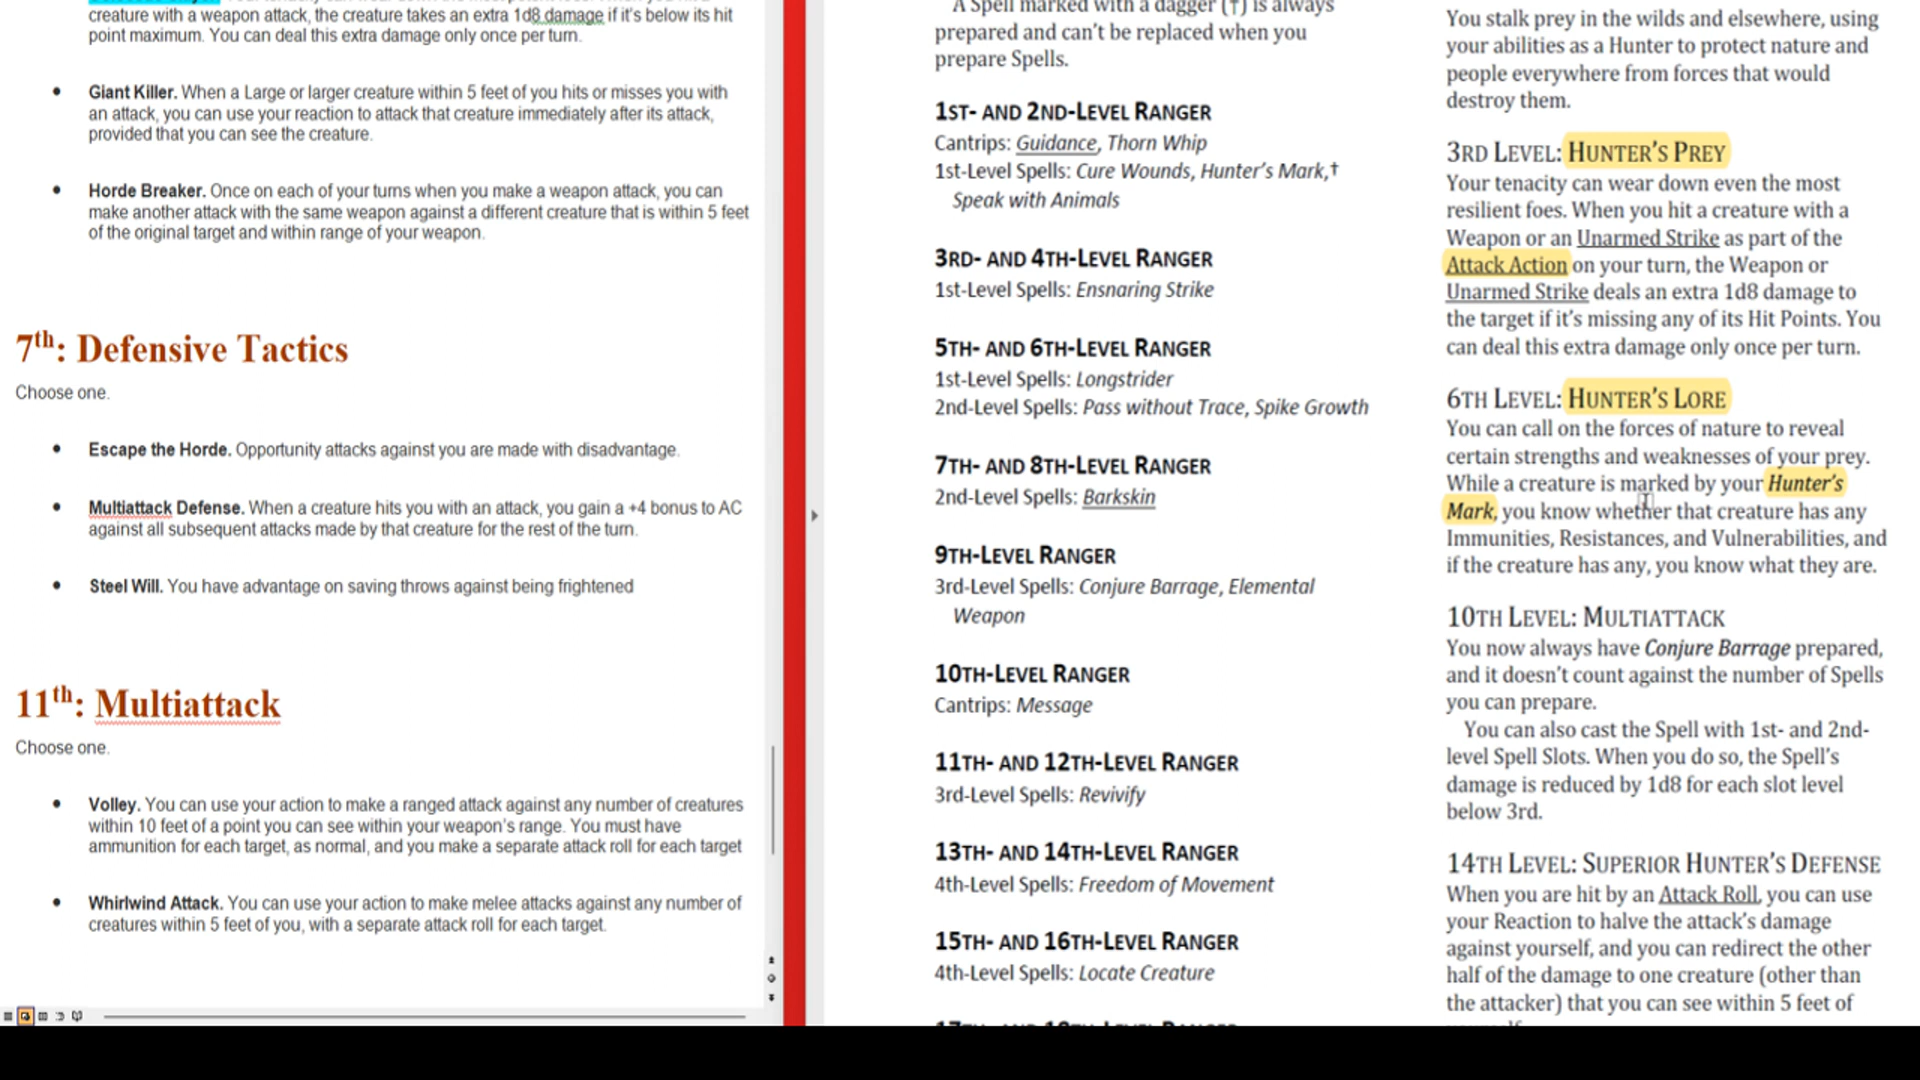 creature with a weapon attack, the creature takes an extra 1d8 damage if it's below its hit
point maximum. You can deal this extra damage only once per turn.
• Giant Killer. When a Large or larger creature within 5 feet of you hits or misses you with
an attack, you can use your reaction to attack that creature immediately after its attack,
provided that you can see the creature.
• Horde Breaker. Once on each of your turns when you make a weapon attack, you can
make another attack with the same weapon against a different creature that is within 5 feet
of the original target and within range of your weapon.
7th: Defensive Tactics
Choose one.
• Escape the Horde. Opportunity attacks against you are made with disadvantage.
• Multiattack Defense. When a creature hits you with an attack, you gain a +4 bonus to AC
against all subsequent attacks made by that creature for the rest of the turn.
• Steel Will. You have advantage on saving throws against being frightened
11th: Multiattack
Choose one.
• Volley. You can use your action to make a ranged attack against any number of creatures
within 10 feet of a point you can see within your weapon's range. You must have
ammunition for each target, as normal, and you make a separate attack roll for each target
• Whirlwind Attack. You can use your action to make melee attacks against any number of
creatures within 5 feet of you, with a separate attack roll for each target.
A Spell marked with a dagger (†) is always
prepared and can't be replaced when you
prepare Spells.
1ST- AND 2ND-LEVEL RANGER
Cantrips: Guidance, Thorn Whip
1st-Level Spells: Cure Wounds, Hunter's Mark,†
Speak with Animals
3RD- AND 4TH-LEVEL RANGER
1st-Level Spells: Ensnaring Strike
5TH- AND 6TH-LEVEL RANGER
1st-Level Spells: Longstrider
2nd-Level Spells: Pass without Trace, Spike Growth
7TH- AND 8TH-LEVEL RANGER
2nd-Level Spells: Barkskin
9TH-LEVEL RANGER
3rd-Level Spells: Conjure Barrage, Elemental
Weapon
10TH-LEVEL RANGER
Cantrips: Message
11TH- AND 12TH-LEVEL RANGER
3rd-Level Spells: Revivify
13TH- AND 14TH-LEVEL RANGER
4th-Level Spells: Freedom of Movement
15TH- AND 16TH-LEVEL RANGER
4th-Level Spells: Locate Creature
You stalk prey in the wilds and elsewhere, using
your abilities as a Hunter to protect nature and
people everywhere from forces that would
destroy them.
3RD LEVEL: HUNTER'S PREY
Your tenacity can wear down even the most
resilient foes. When you hit a creature with a
Weapon or an Unarmed Strike as part of the
Attack Action on your turn, the Weapon or
Unarmed Strike deals an extra 1d8 damage to
the target if it's missing any of its Hit Points. You
can deal this extra damage only once per turn.
6TH LEVEL: HUNTER'S LORE
You can call on the forces of nature to reveal
certain strengths and weaknesses of your prey.
While a creature is marked by your Hunter's
Mark, you know whether that creature has any
Immunities, Resistances, and Vulnerabilities, and
if the creature has any, you know what they are.
10TH LEVEL: MULTIATTACK
You now always have Conjure Barrage prepared,
and it doesn't count against the number of Spells
you can prepare.
You can also cast the Spell with 1st- and 2nd-
level Spell Slots. When you do so, the Spell's
damage is reduced by 1d8 for each slot level
below 3rd.
14TH LEVEL: SUPERIOR HUNTER'S DEFENSE
When you are hit by an Attack Roll, you can use
your Reaction to halve the attack's damage
against yourself, and you can redirect the other
half of the damage to one creature (other than
the attacker) that you can see within 5 feet of